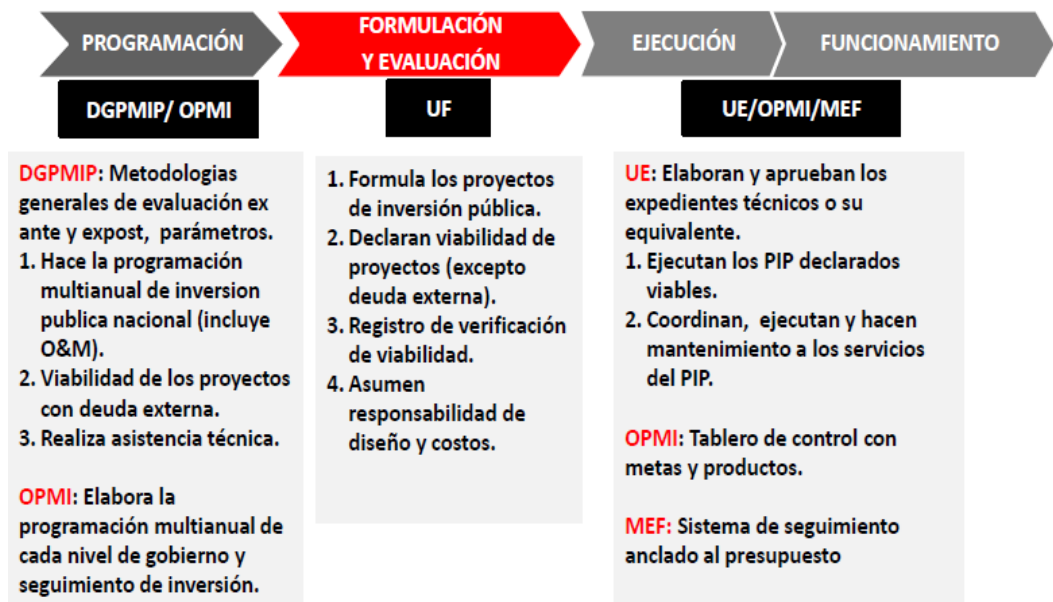 PROGRAMACIÓN
FORMULACIÓN
Y EVALUACIÓN
EJECUCIÓN
FUNCIONAMIENTO
DGPMIP/ OPMI
UF
UE/OPMI/MEF
DGPMIP: Metodologias
generales de evaluación ex
ante y expost, parámetros.
1. Hace la programación
multianual de inversion
publica nacional (incluye
O&M).
2. Viabilidad de los proyectos
con deuda externa.
3. Realiza asistencia técnica.
OPMI: Elabora la
programación multianual de
cada nivel de gobierno y
seguimiento de inversión.
1. Formula los proyectos
de inversión pública.
2. Declaran viabilidad de
proyectos (excepto
deuda externa).
3. Registro de verificación
de viabilidad.
4. Asumen
responsabilidad de
diseño y costos.
UE: Elaboran y aprueban los
expedientes técnicos o su
equivalente.
1. Ejecutan los PIP declarados
viables.
2. Coordinan, ejecutan y hacen
mantenimiento a los servicios
del PIP.
OPMI: Tablero de control con
metas y productos.
MEF: Sistema de seguimiento
anclado al presupuesto